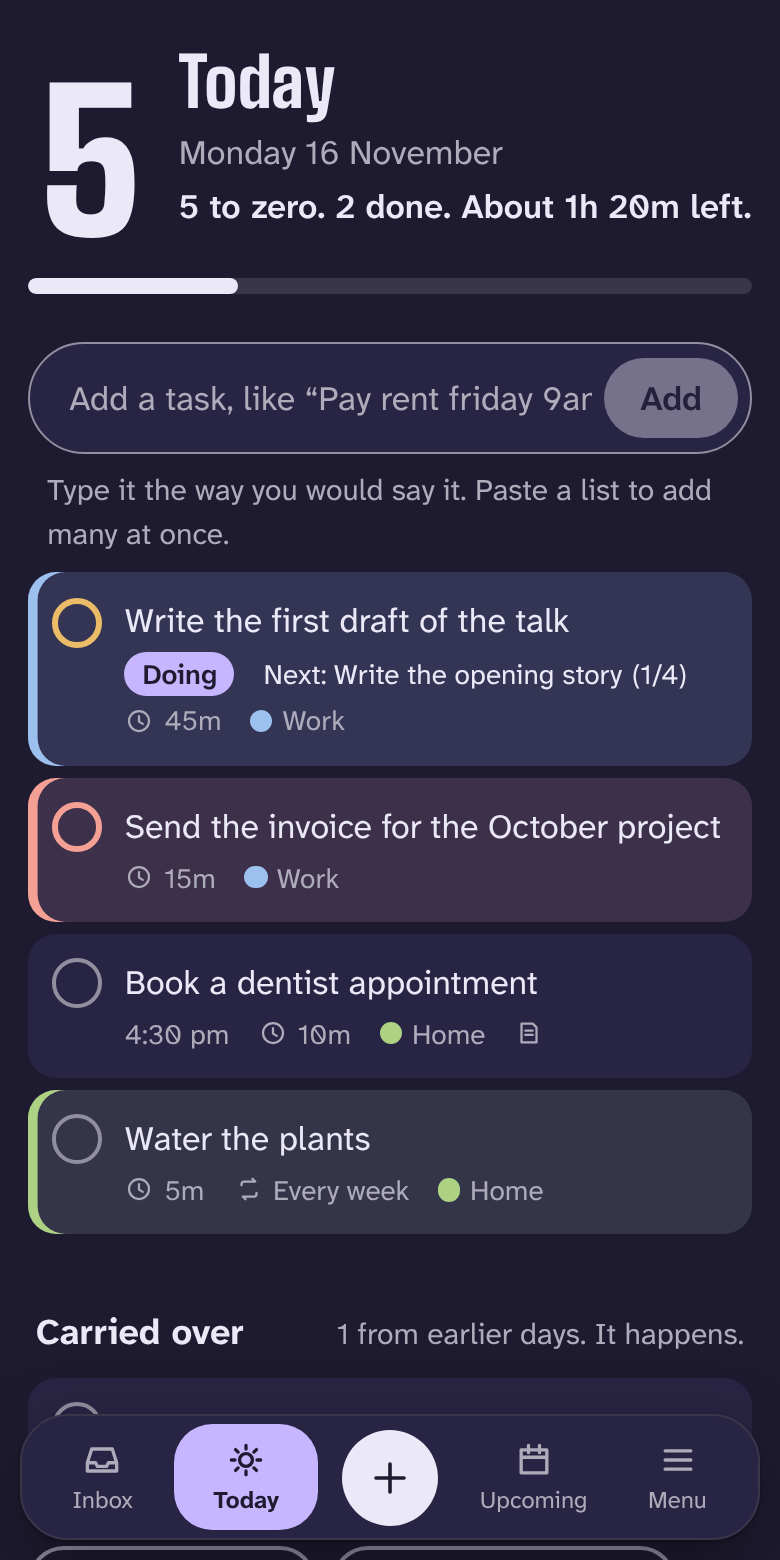 5
Today
Monday 16 November
5 to zero. 2 done. About 1h 20m left.
Add a task, like “Pay rent friday 9ar
Add
Type it the way you would say it. Paste a list to add
many at once.
Write the first draft of the talk
Doing Next: Write the opening story (1/4)
45m Work
Send the invoice for the October project
15m Work
Book a dentist appointment
4:30 pm 10m Home
Water the plants
5m Every week Home
Carried over 1 from earlier days. It happens.
Inbox Today Upcoming Menu